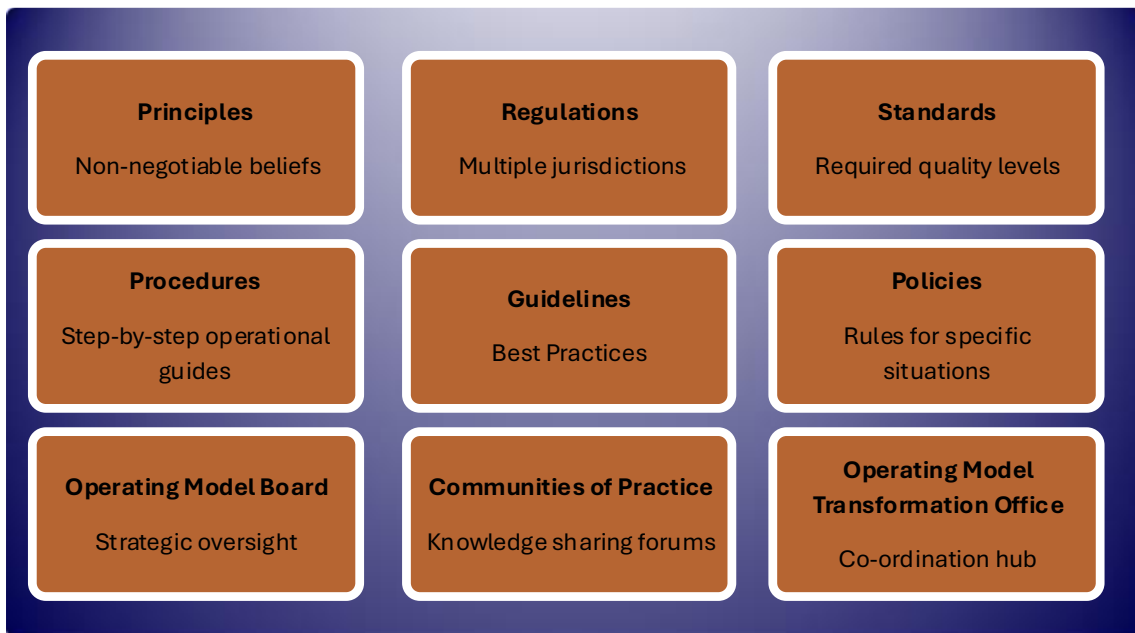 Principles
Non-negotiable beliefs
Regulations
Multiple jurisdictions
Standards
Required quality levels
Procedures
Step-by-step operational
guides
Guidelines
Best Practices
Policies
Rules for specific
situations
Operating Model Board
Strategic oversight
Communities of Practice
Knowledge sharing forums
Operating Model
Transformation Office
Co-ordination hub